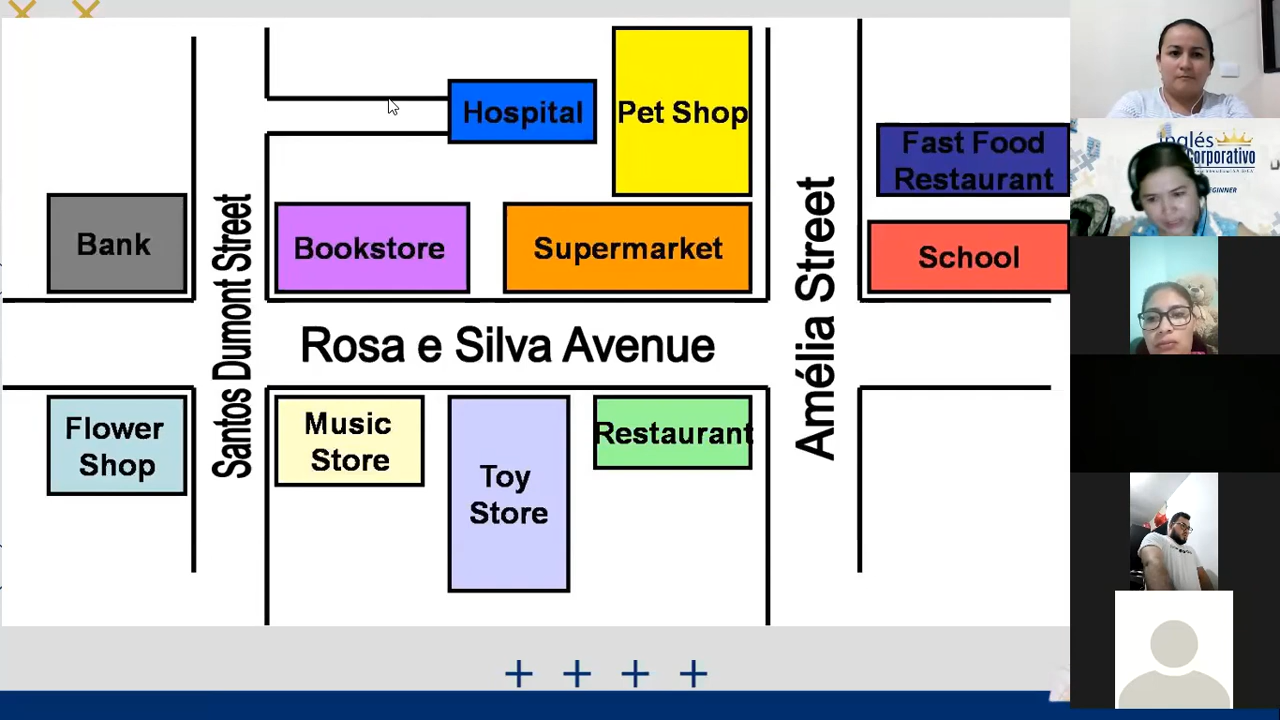 Hospital
Pet Shop
Fast Food
Restaurant
Bank
Santos Dumont Street
Bookstore
Supermarket
Amélia Street
School
Rosa e Silva Avenue
Flower
Shop
Music
Store
Toy
Store
Restaurant
Inglés
Corporativo